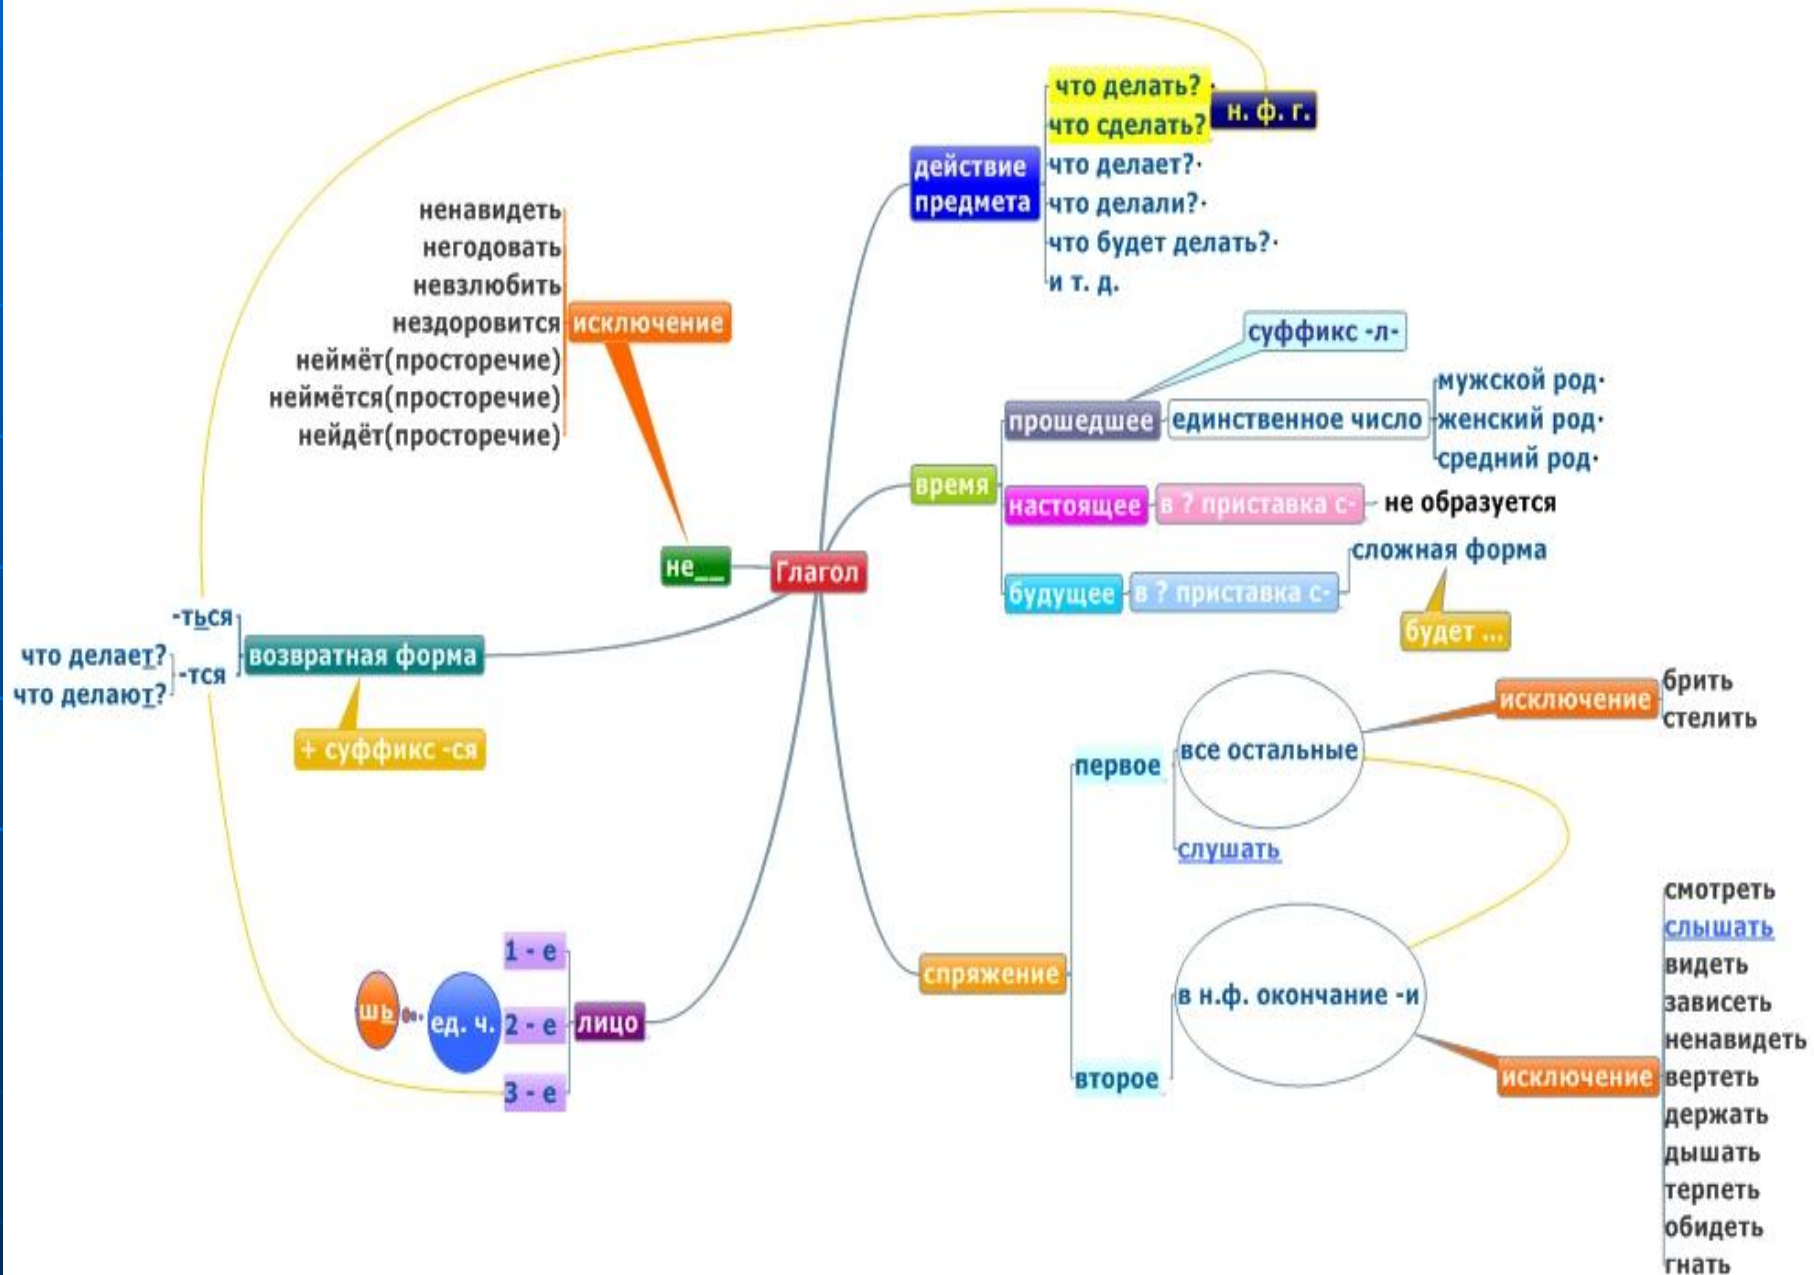 что делать?
что сделать?
н. ф. г.
что делает?
что делали?
что будет делать?
и т. д.
действие
предмета
ненавидеть
негодовать
невзлюбить
нездоровится
неймёт(просторечие)
неймётся(просторечие)
нейдёт(просторечие)
исключение
не__
Глагол
время
суффикс -л-
прошедшее
единственное число
мужской род
женский род
средний род
настоящее
в ? приставка с-
не образуется
будущее
в ? приставка с-
сложная форма
будет ...
-ться
-тся
что делает?
что делают?
возвратная форма
+ суффикс -ся
1 - е
2 - е
3 - е
шь
ед. ч.
лицо
спряжение
первое
все остальные
исключение
брить
стелить
слушать
второе
в н.ф. окончание -и
исключение
смотреть
слышать
видеть
зависеть
ненавидеть
вертеть
держать
дышать
терпеть
обидеть
гнать